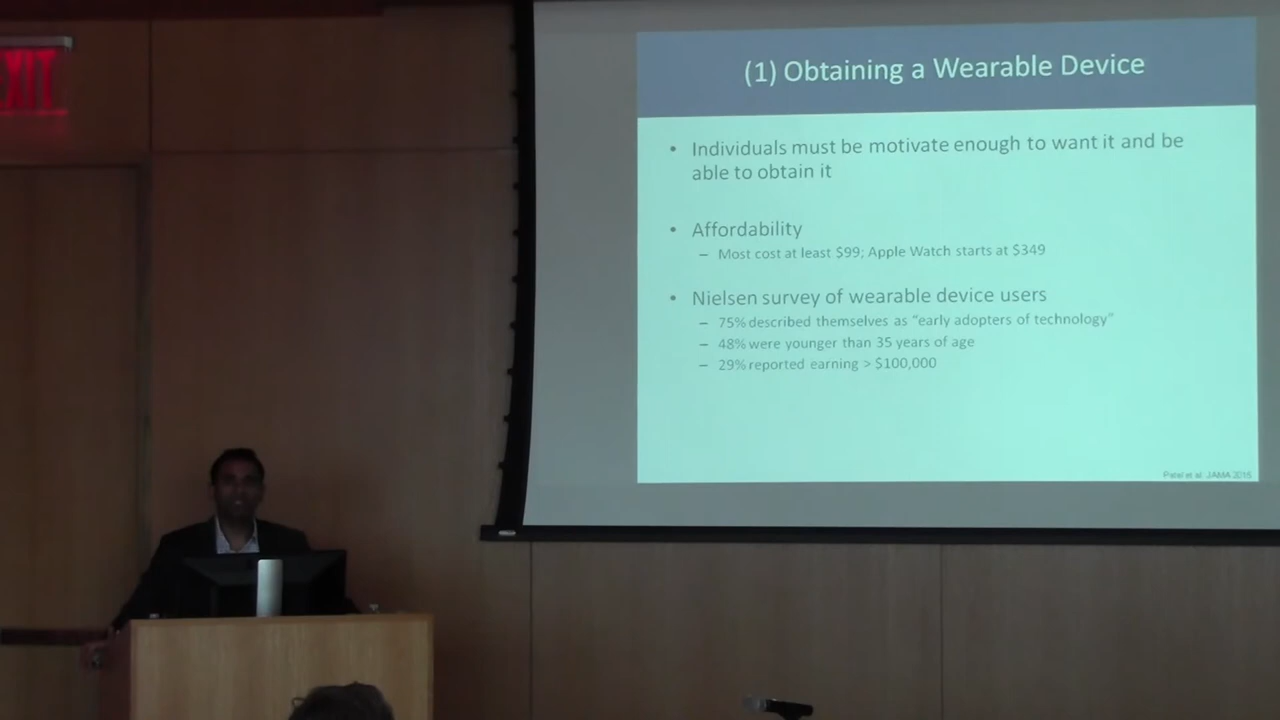 EXIT
(1) Obtaining a Wearable Device
• Individuals must be motivate enough to want it and be
able to obtain it
• Affordability
– Most cost at least $99; Apple Watch starts at $349
• Nielsen survey of wearable device users
– 75% described themselves as “early adopters of technology”
– 48% were younger than 35 years of age
– 29% reported earning > $100,000
Patel et al. JAMA 2015